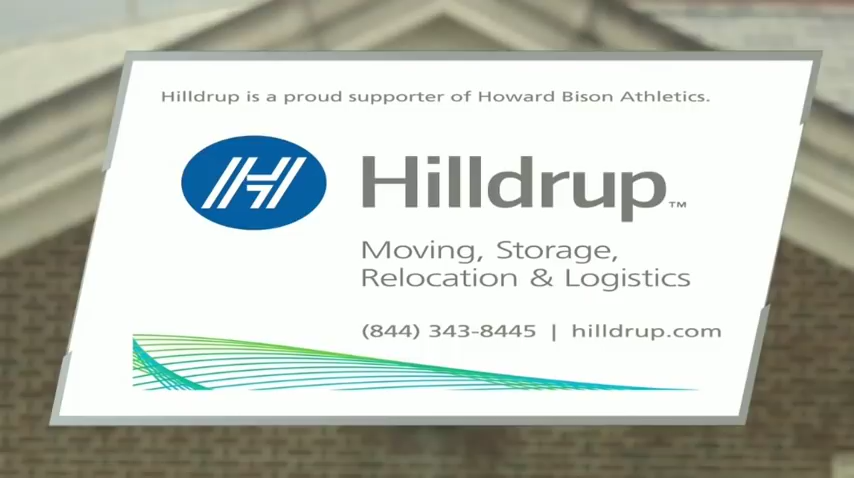 Hilldrup is a proud supporter of Howard Bison Athletics.
H Hilldrup™
Moving, Storage,
Relocation & Logistics
(844) 343-8445 | hilldrup.com